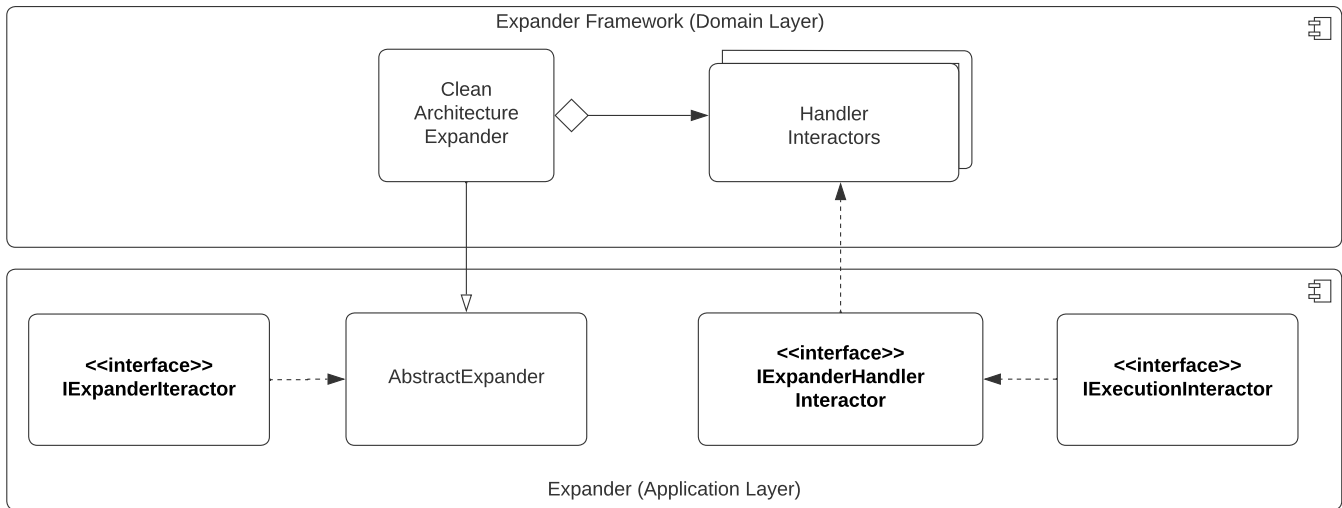 Expander Framework (Domain Layer)
Clean
Architecture
Expander
Handler
Interactors
<<interface>>
IExpanderIteractor
AbstractExpander
<<interface>>
IExpanderHandler
Interactor
<<interface>>
IExecutionInteractor
Expander (Application Layer)